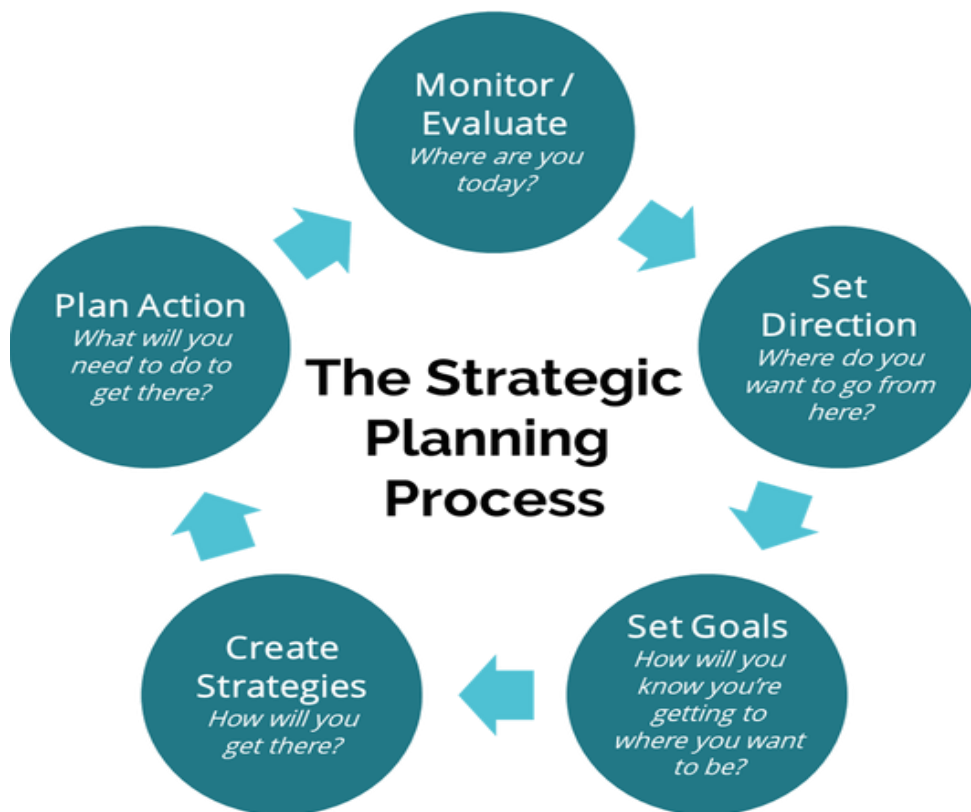 Monitor /
Evaluate
Where are you
today?
Set
Direction
Where do you
want to go from
here?
Set Goals
How will you
know you're
getting to
where you want
to be?
Create
Strategies
How will you
get there?
Plan Action
What will you
need to do to
get there?
The Strategic
Planning
Process